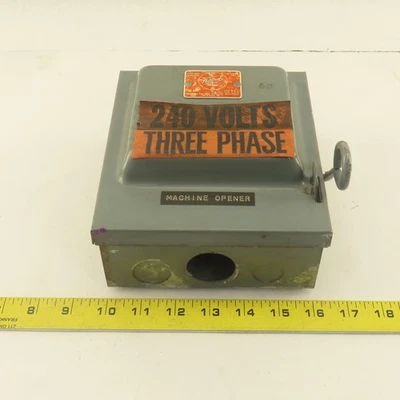 240 VOLTS
THREE PHASE
MACHINE OPENER
8 9 10 11 12 13 14 15 16 17 18